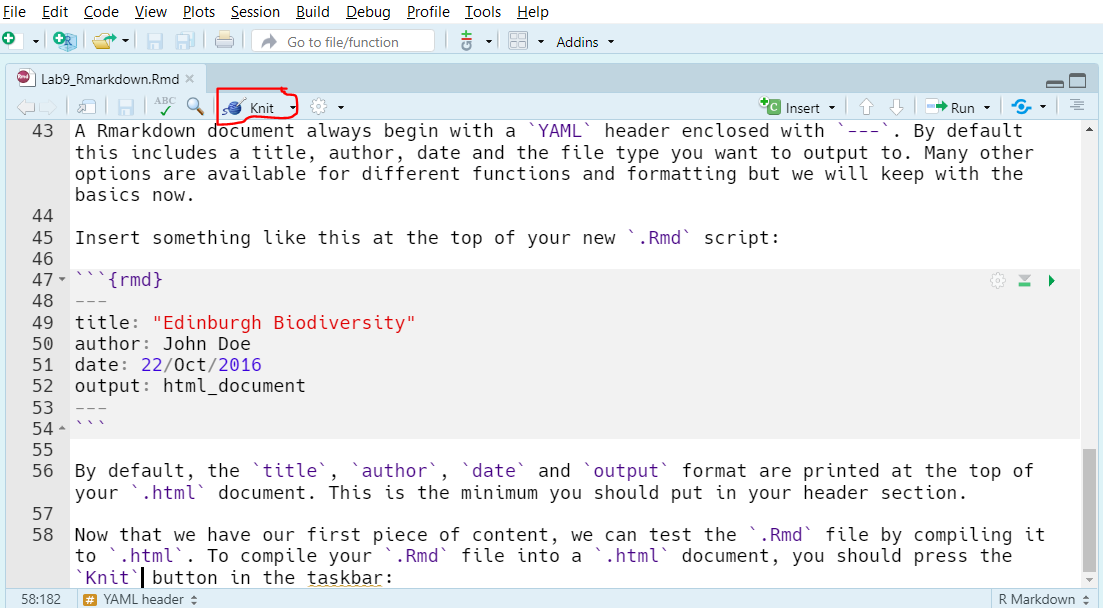 File Edit Code View Plots Session Build Debug Profile Tools Help
Go to file/function Addins
Lab9_Rmarkdown.Rmd
ABC Knit Insert Run
43 A Rmarkdown document always begin with a `YAML` header enclosed with `---`. By default
this includes a title, author, date and the file type you want to output to. Many other
options are available for different functions and formatting but we will keep with the
basics now.
44
45 Insert something like this at the top of your new `.Rmd` script:
46
47 ```{rmd}
48 ---
49 title: "Edinburgh Biodiversity"
50 author: John Doe
51 date: 22/Oct/2016
52 output: html_document
53 ---
54 ```
55
56 By default, the `title`, `author`, `date` and `output` format are printed at the top of
your `.html` document. This is the minimum you should put in your header section.
57
58 Now that we have our first piece of content, we can test the `.Rmd` file by compiling it
to `.html`. To compile your `.Rmd` file into a `.html` document, you should press the
`Knit` button in the taskbar:
58:182 # YAML header R Markdown